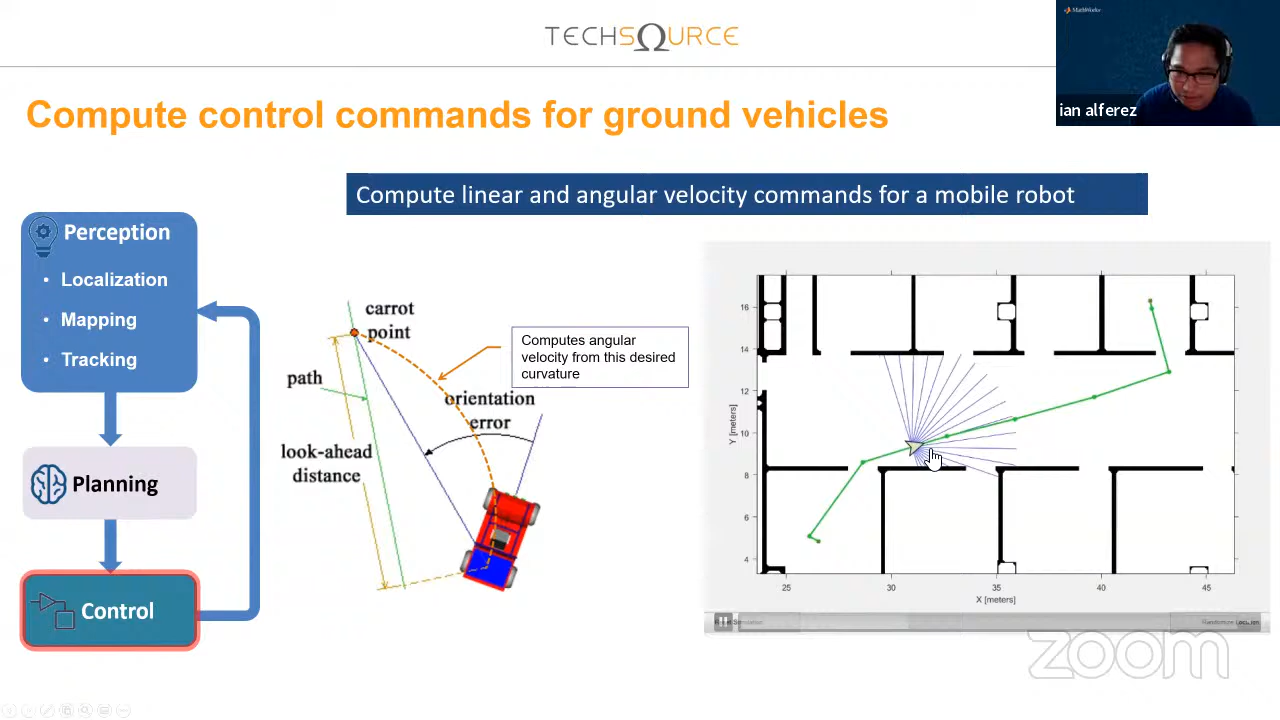 TECHSOURCE
MathWorks
ian alferez
Compute control commands for ground vehicles
Compute linear and angular velocity commands for a mobile robot
Perception
• Localization
• Mapping
• Tracking
Planning
Control
carrot
point
path
orientation
error
look-ahead
distance
Computes angular
velocity from this desired
curvature
16
14
12
10
8
6
4
Y [meters]
25
30
35
40
45
X [meters]
zoom